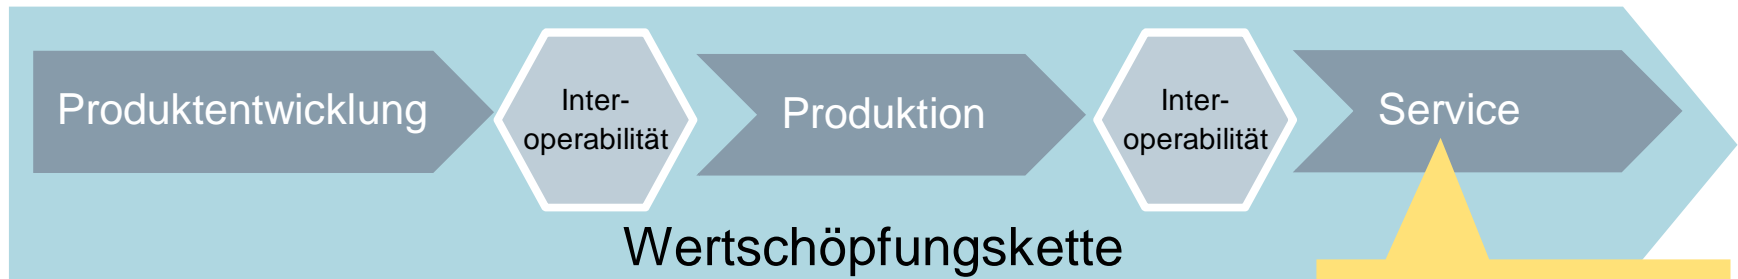 Produktentwicklung
Inter-
operabilität
Produktion
Inter-
operabilität
Service
Wertschöpfungskette